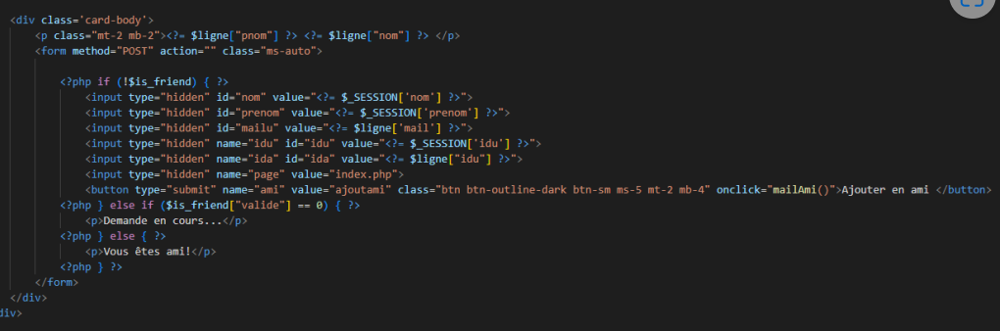 <div class='card-body'>
<p class="mt-2 mb-2"><?= $ligne["pnom"] ?> <?= $ligne["nom"] ?> </p>
<form method="POST" action="" class="ms-auto">
<?php if (!$is_friend) { ?>
<input type="hidden" id="nom" value="<?= $_SESSION['nom'] ?>">
<input type="hidden" id="prenom" value="<?= $_SESSION['prenom'] ?>">
<input type="hidden" id="mailu" value="<?= $ligne['mail'] ?>">
<input type="hidden" name="idu" id="idu" value="<?= $_SESSION['idu'] ?>">
<input type="hidden" name="ida" id="ida" value="<?= $ligne["idu"] ?>">
<input type="hidden" name="page" value="index.php">
<button type="submit" name="ami" value="ajoutami" class="btn btn-outline-dark btn-sm ms-5 mt-2 mb-4" onclick="mailAmi()">Ajouter en ami </button>
<?php } else if ($is_friend["valide"] == 0) { ?>
<p>Demande en cours...</p>
<?php } else { ?>
<p>Vous êtes ami!</p>
<?php } ?>
</form>
</div>
div>